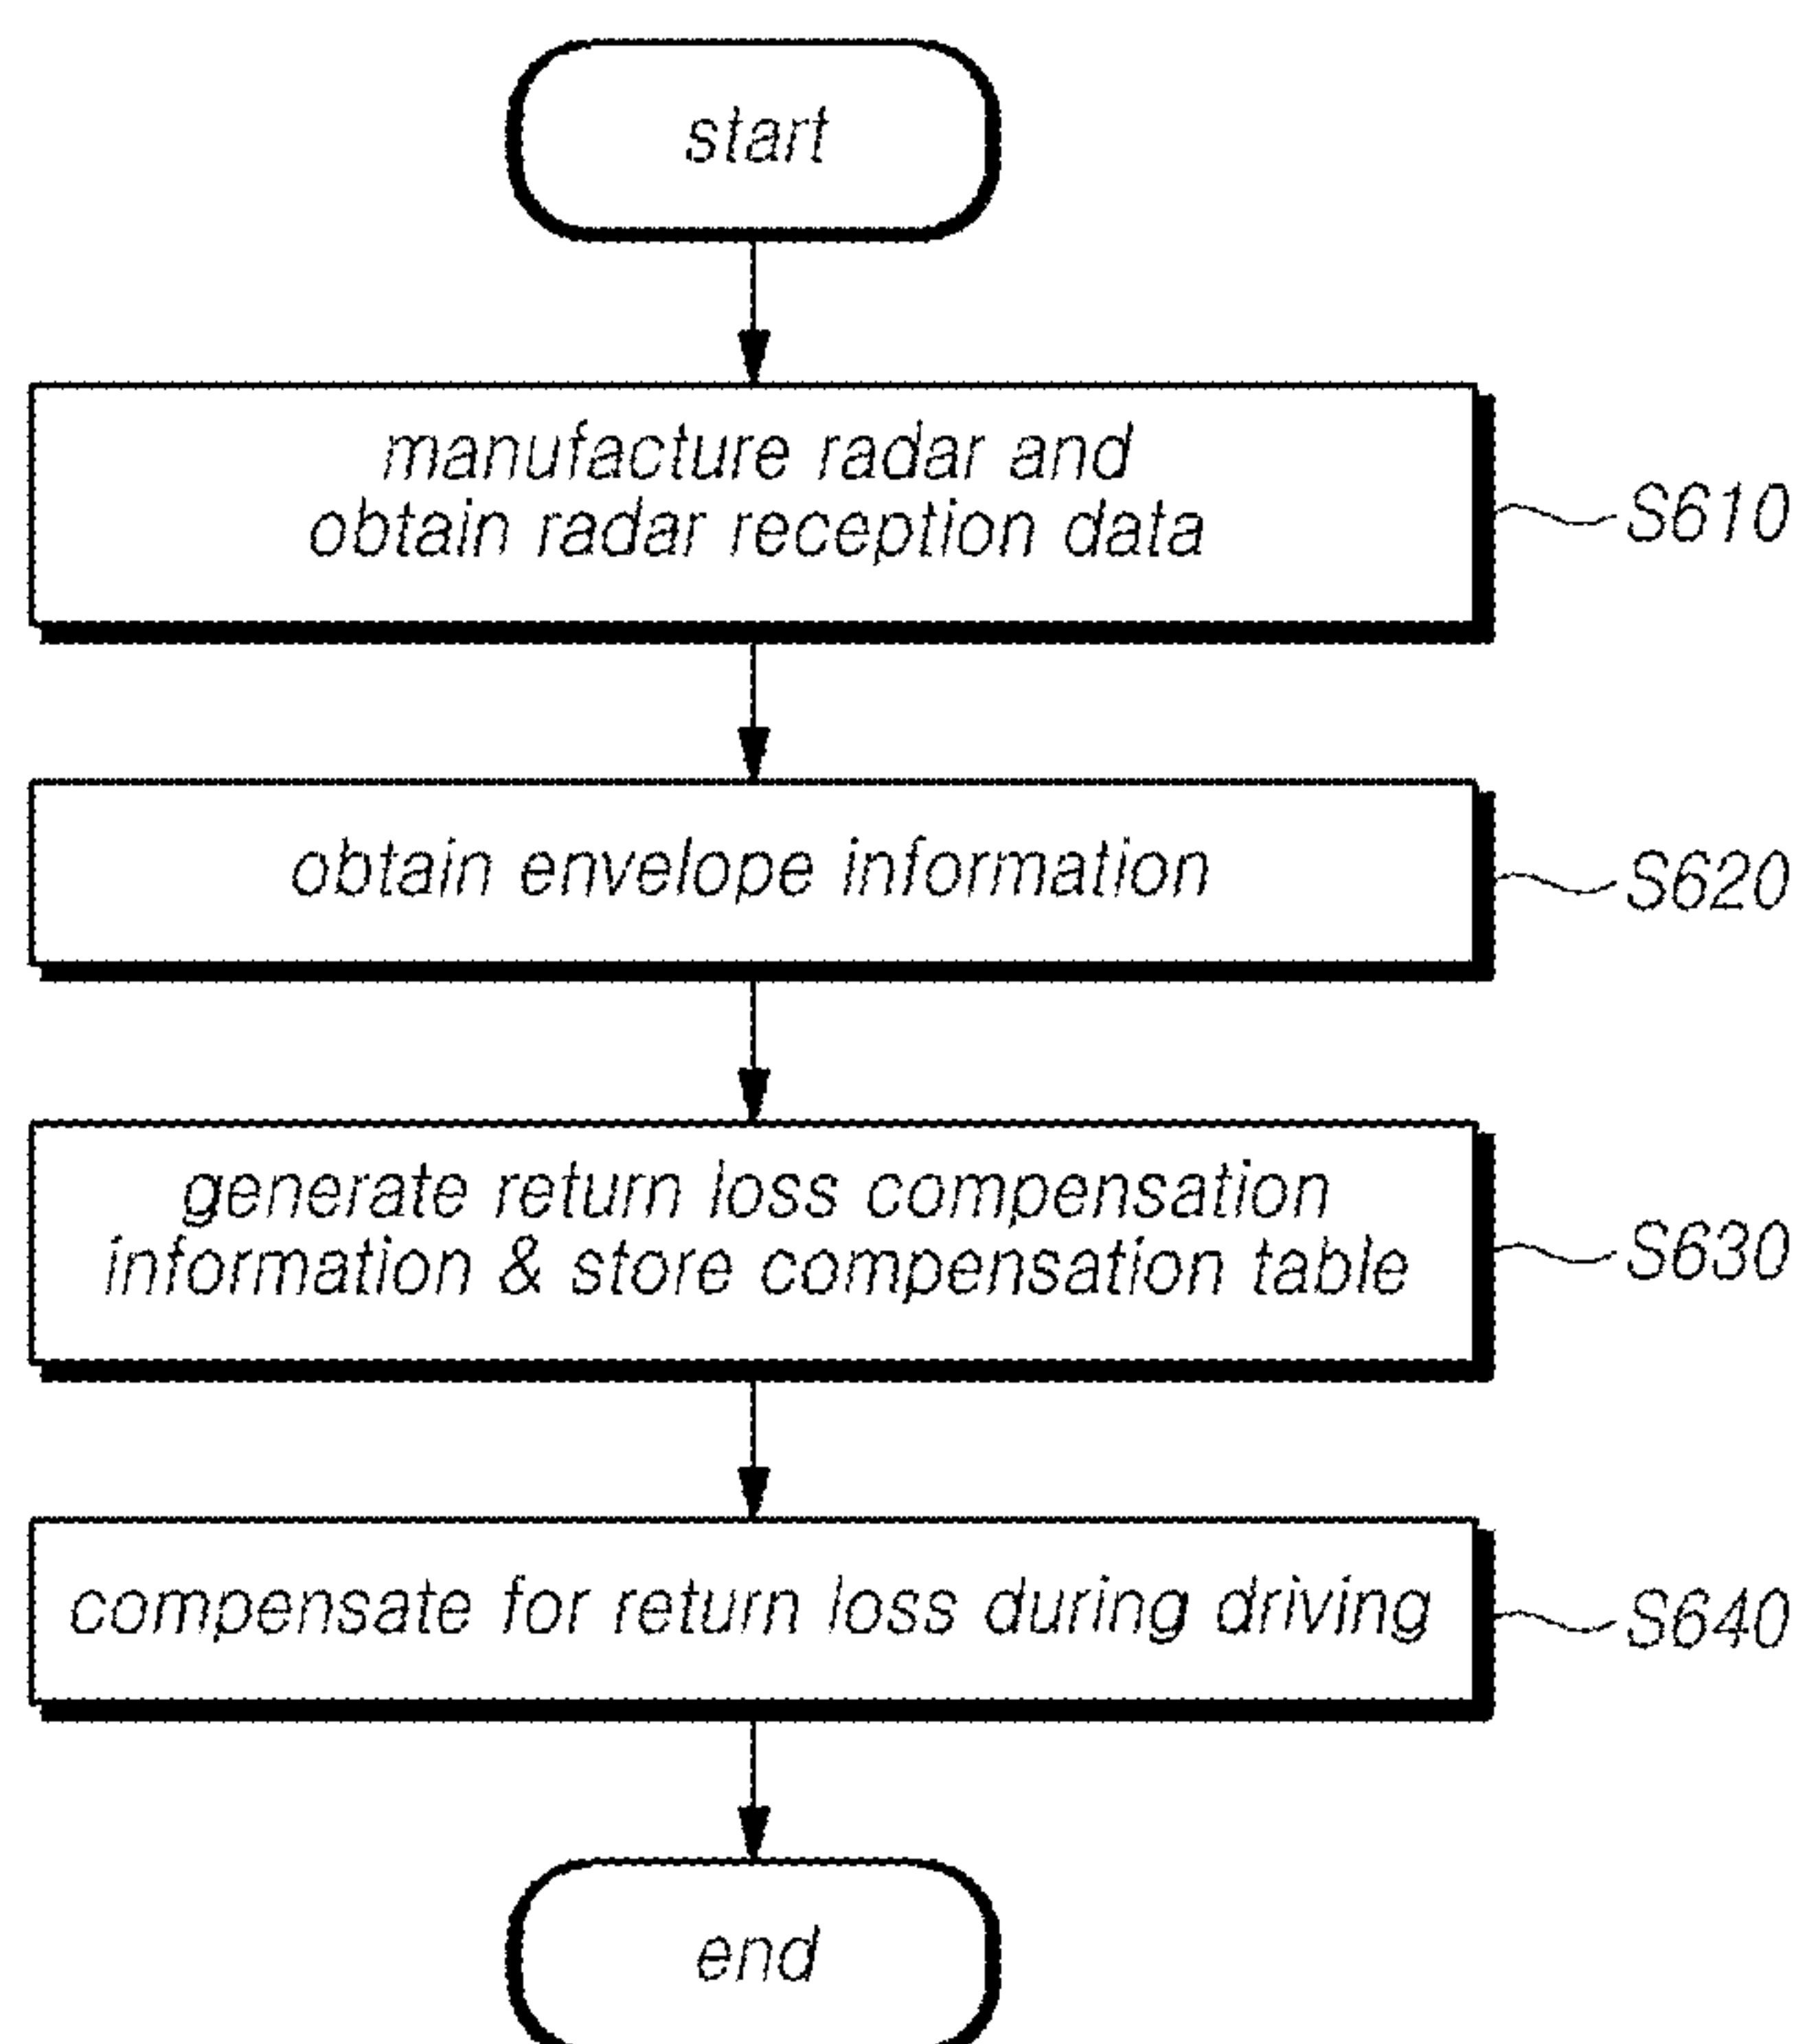 start
manufacture radar and
obtain radar reception data
S610
obtain envelope information
S620
generate return loss compensation
information & store compensation table
S630
compensate for return loss during driving
S640
end